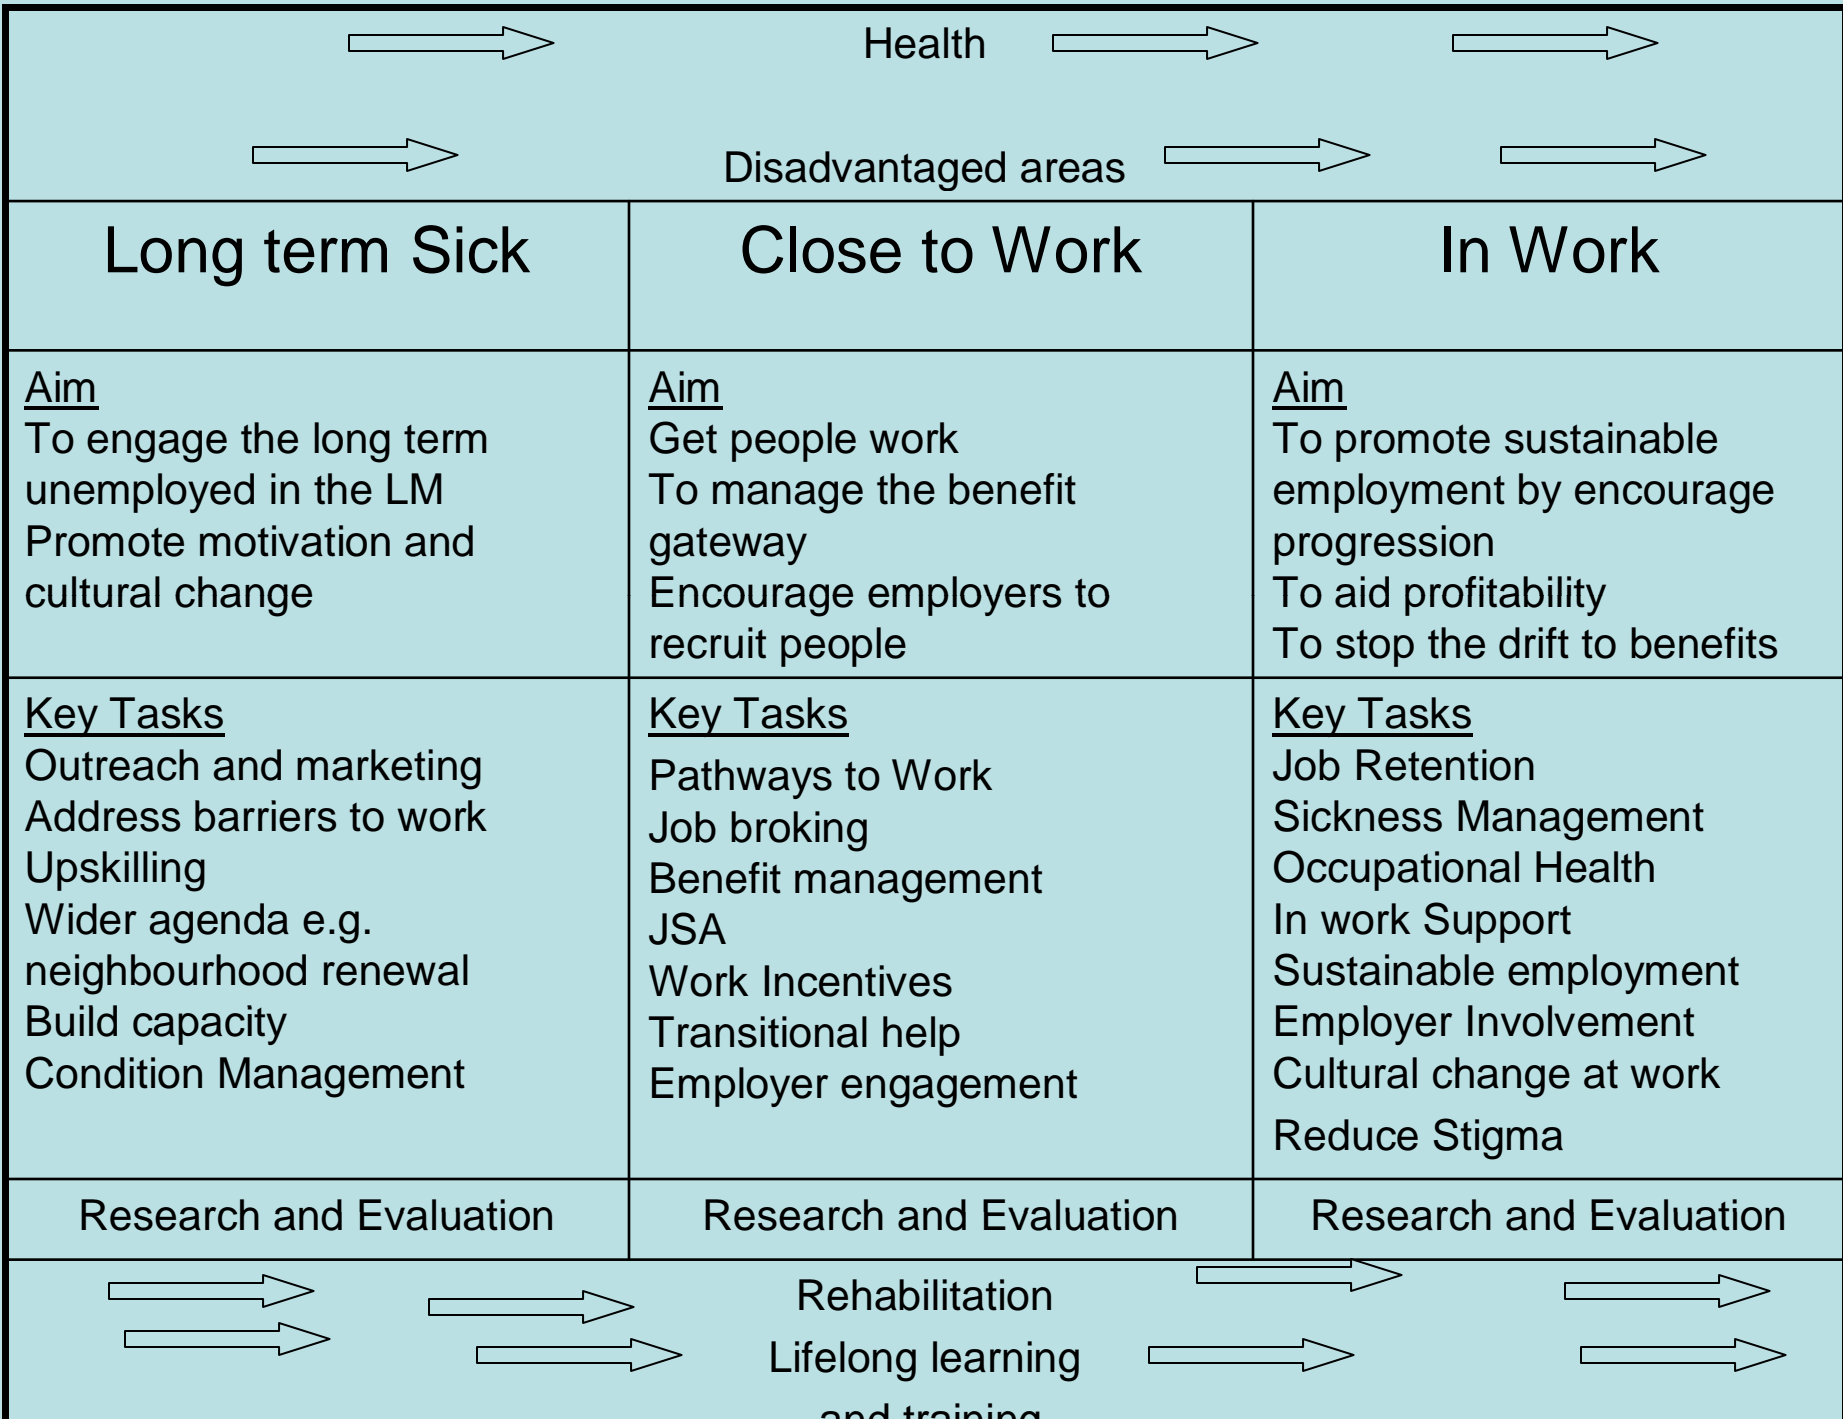 Health
Disadvantaged areas
Long term Sick
Close to Work
In Work
Aim
To engage the long term
unemployed in the LM
Promote motivation and
cultural change
Aim
Get people work
To manage the benefit
gateway
Encourage employers to
recruit people
Aim
To promote sustainable
employment by encourage
progression
To aid profitability
To stop the drift to benefits
Key Tasks
Outreach and marketing
Address barriers to work
Upskilling
Wider agenda e.g.
neighbourhood renewal
Build capacity
Condition Management
Key Tasks
Pathways to Work
Job broking
Benefit management
JSA
Work Incentives
Transitional help
Employer engagement
Key Tasks
Job Retention
Sickness Management
Occupational Health
In work Support
Sustainable employment
Employer Involvement
Cultural change at work
Reduce Stigma
Research and Evaluation
Research and Evaluation
Research and Evaluation
Rehabilitation
Lifelong learning
and training